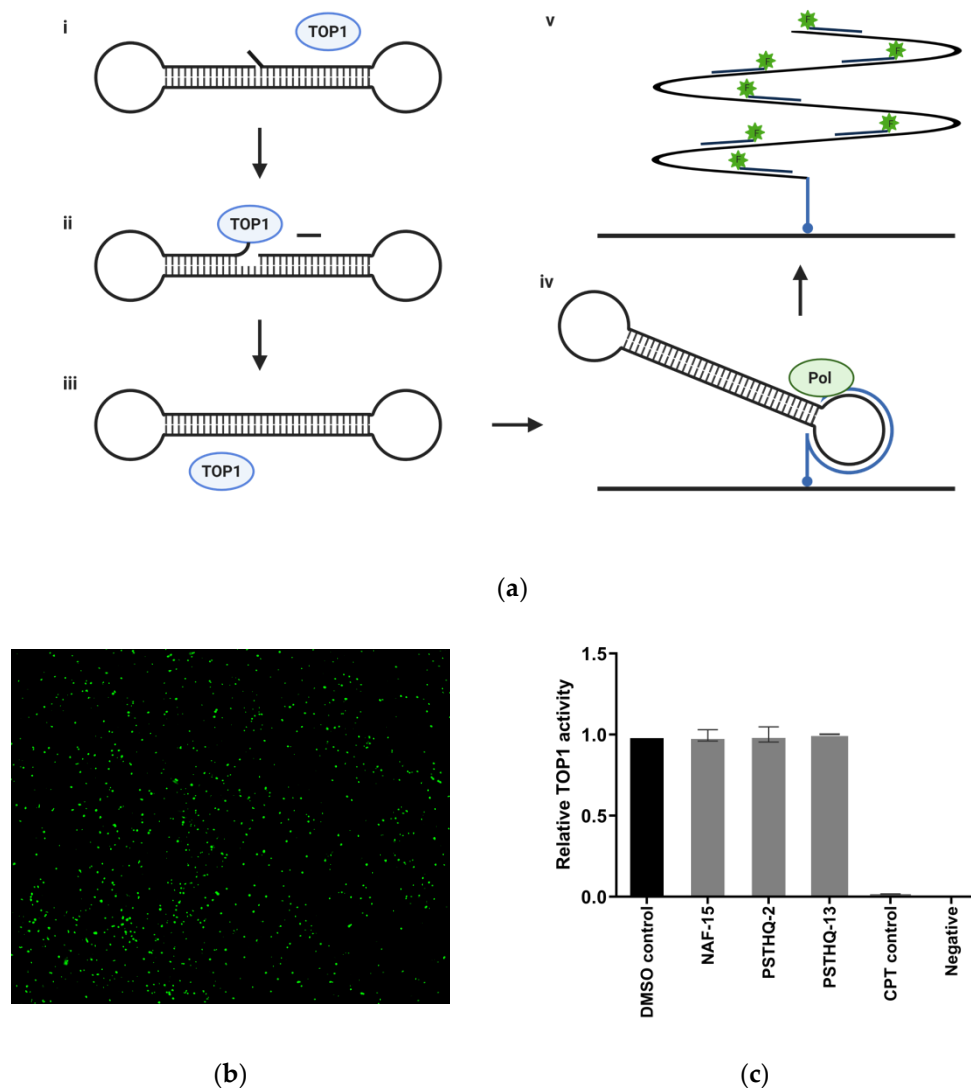 i
TOP1
ii
TOP1
iii
TOP1
iv
Pol
v
F
F
F
F
F
F
F
(a)
(b)
Relative TOP1 activity
1.5
1.0
0.5
0.0
DMSO control
NAF-15
PSTHQ-2
PSTHQ-13
CPT control
Negative
(c)